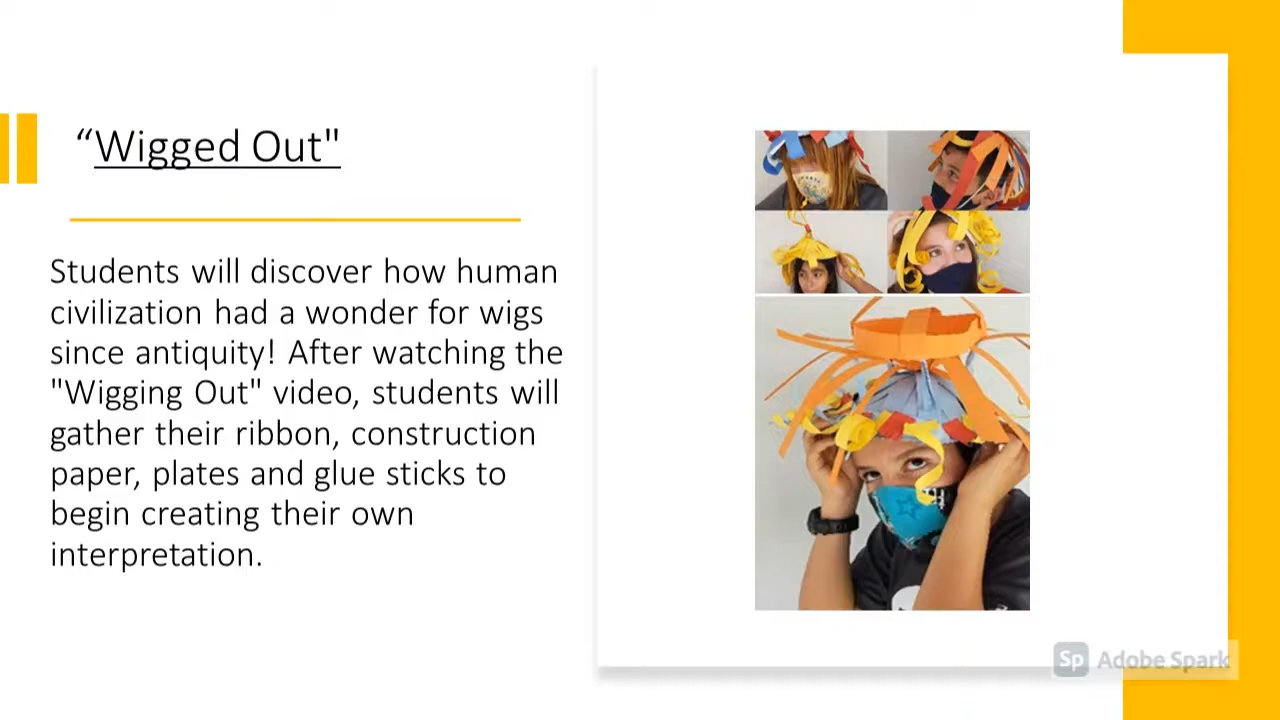 “Wigged Out"
Students will discover how human
civilization had a wonder for wigs
since antiquity! After watching the
"Wigging Out" video, students will
gather their ribbon, construction
paper, plates and glue sticks to
begin creating their own
interpretation.
Sp Adobe Spark